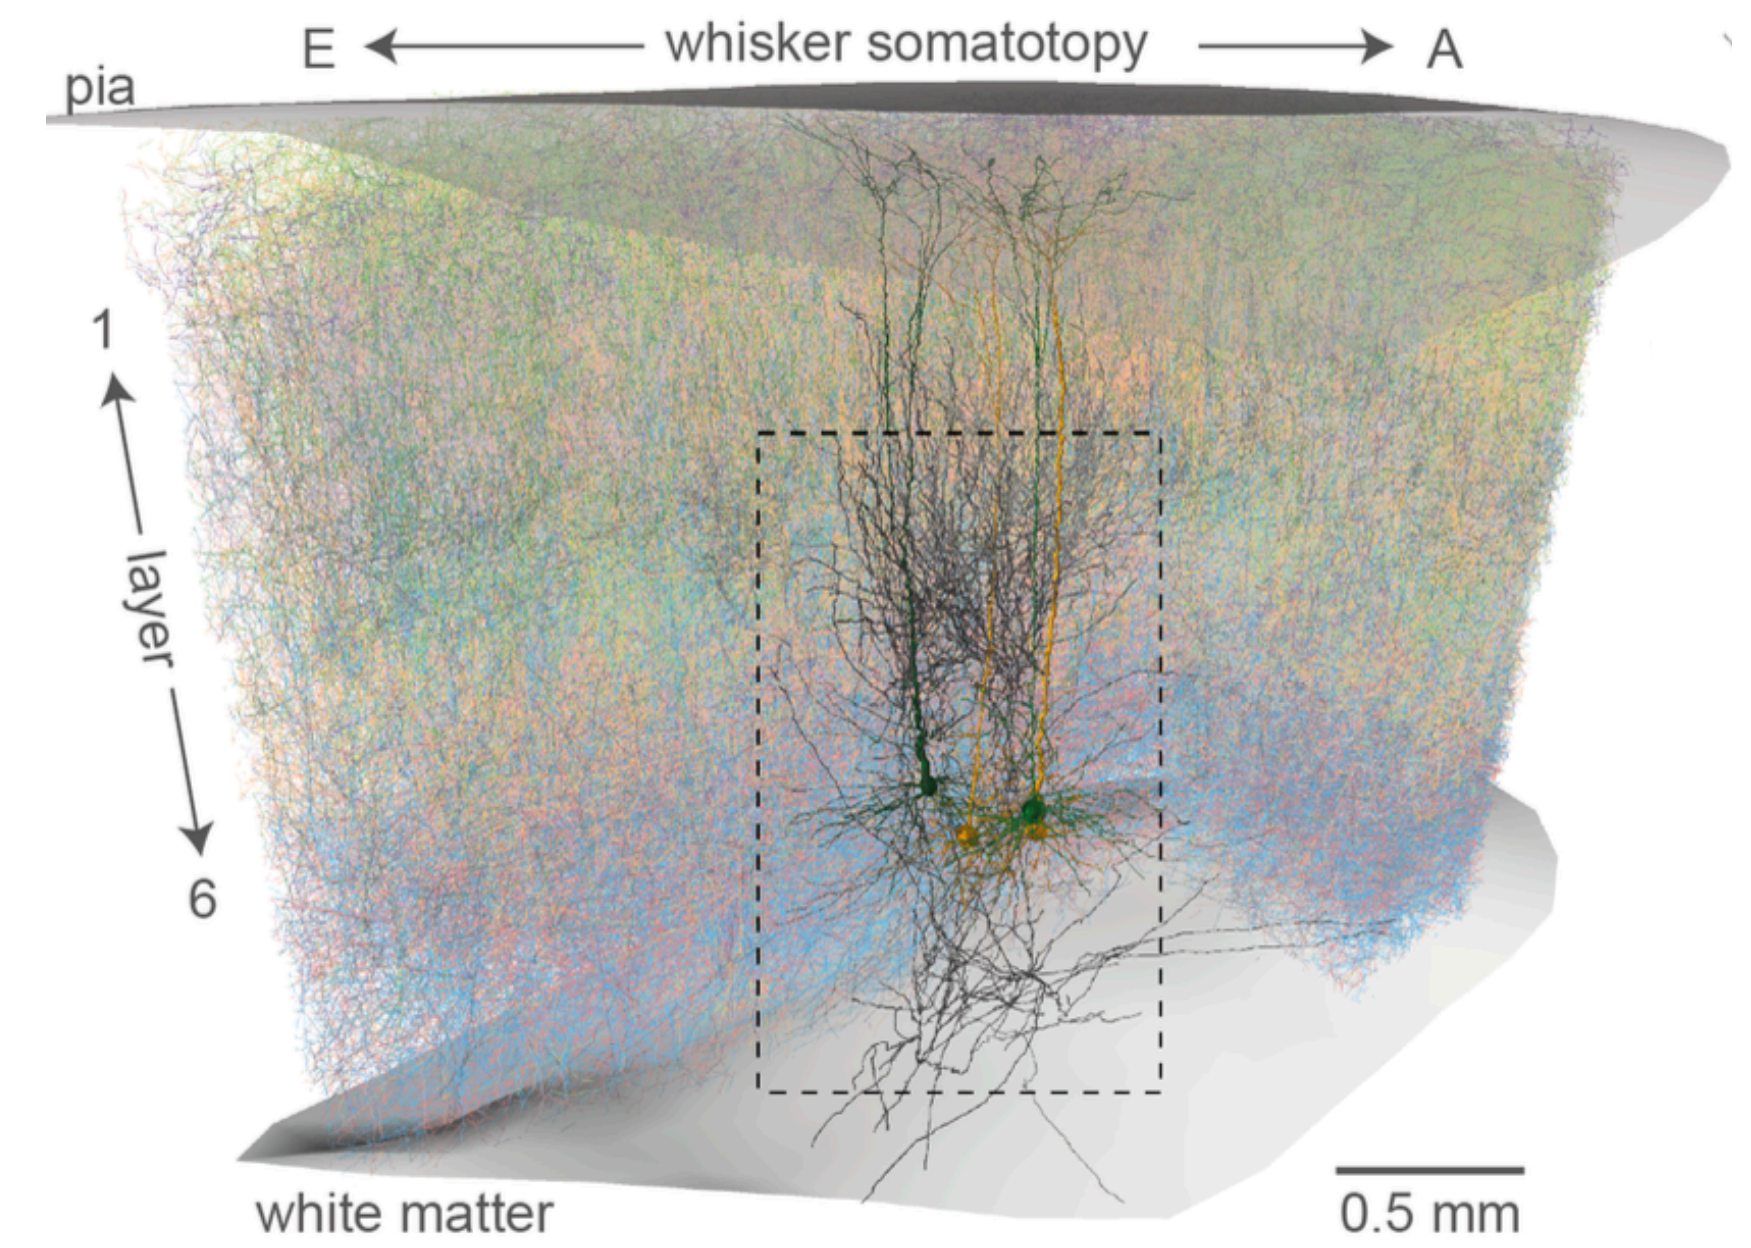 E ← whisker somatotopy → A
pia
1
layer
6
white matter
0.5 mm